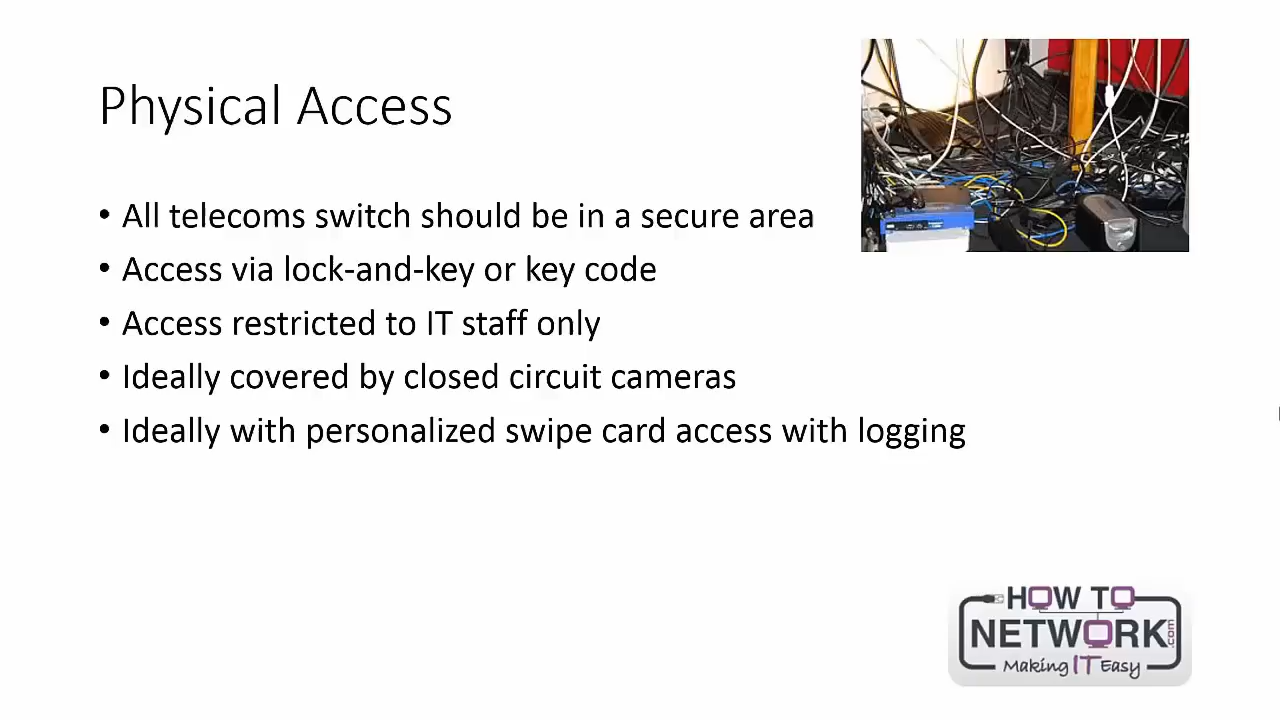 Physical Access
• All telecoms switch should be in a secure area
• Access via lock-and-key or key code
• Access restricted to IT staff only
• Ideally covered by closed circuit cameras
• Ideally with personalized swipe card access with logging
HOW TO
NETWORK.com
Making IT Easy